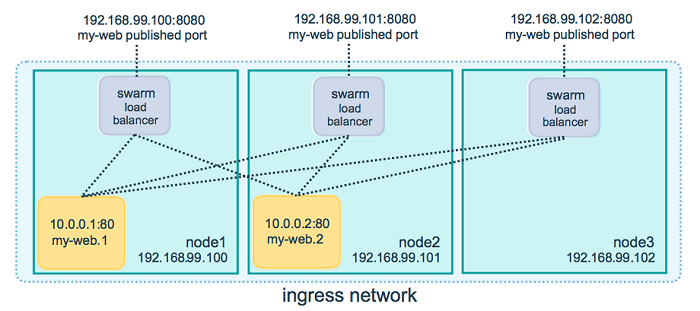 192.168.99.100:8080
my-web published port
192.168.99.101:8080
my-web published port
192.168.99.102:8080
my-web published port
swarm
load
balancer
swarm
load
balancer
swarm
load
balancer
10.0.0.1:80
my-web.1
node1
192.168.99.100
10.0.0.2:80
my-web.2
node2
192.168.99.101
node3
192.168.99.102
ingress network